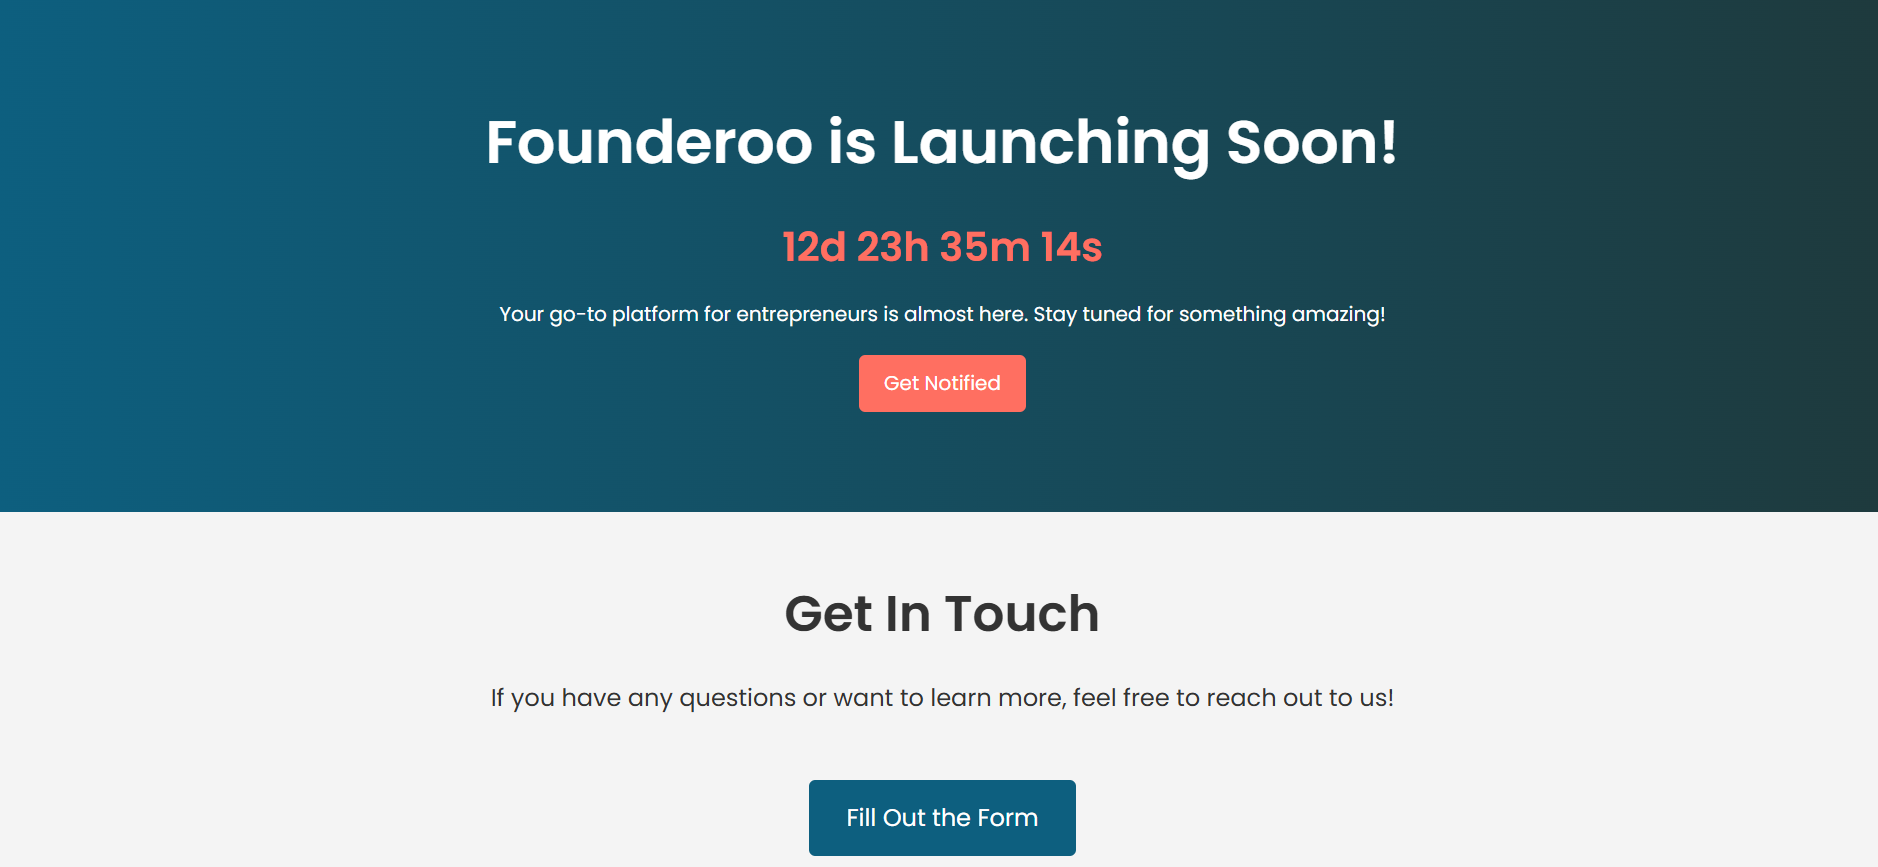 Founderoo is Launching Soon!
12d 23h 35m 14s
Your go-to platform for entrepreneurs is almost here. Stay tuned for something amazing!
Get Notified
Get In Touch
If you have any questions or want to learn more, feel free to reach out to us!
Fill Out the Form